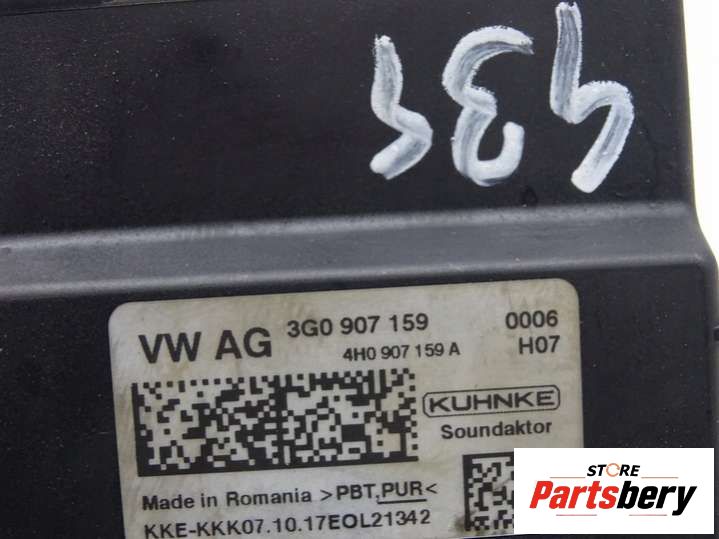 VW AG 3G0 907 159 0006
4H0 907 159 A H07
KUHNKE
Soundaktor
Made in Romania >PBT,PUR<
KKE-KKK07.10.17EOL21342
STORE
Partsbery